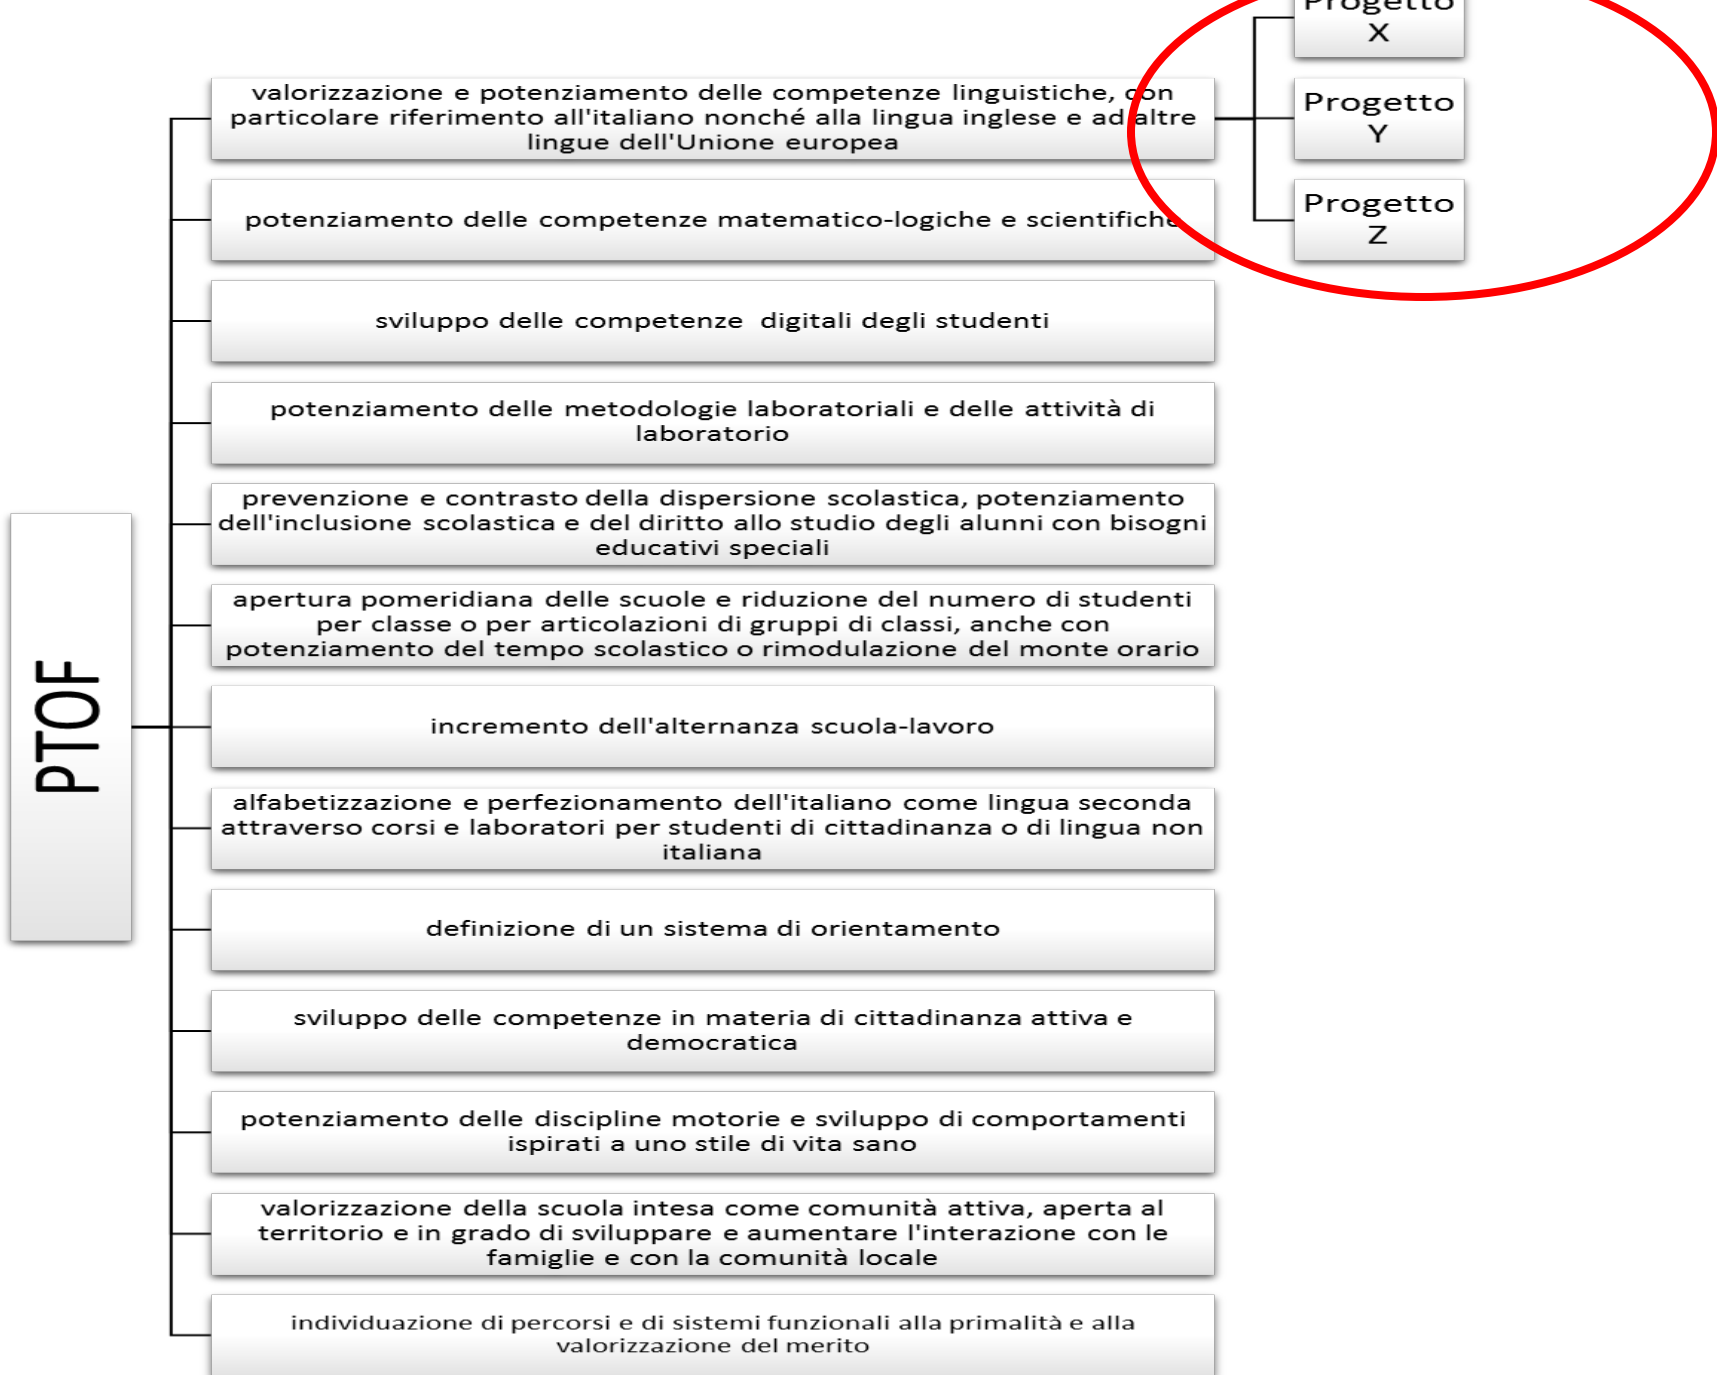 PTOF
valorizzazione e potenziamento delle competenze linguistiche, con
particolare riferimento all'italiano nonché alla lingua inglese e ad altre
lingue dell'Unione europea
Progetto
X
Progetto
Y
Progetto
Z
potenziamento delle competenze matematico-logiche e scientifiche
sviluppo delle competenze  digitali degli studenti
potenziamento delle metodologie laboratoriali e delle attività di
laboratorio
prevenzione e contrasto della dispersione scolastica, potenziamento
dell'inclusione scolastica e del diritto allo studio degli alunni con bisogni
educativi speciali
apertura pomeridiana delle scuole e riduzione del numero di studenti
per classe o per articolazioni di gruppi di classi, anche con
potenziamento del tempo scolastico o rimodulazione del monte orario
incremento dell'alternanza scuola-lavoro
alfabetizzazione e perfezionamento dell'italiano come lingua seconda
attraverso corsi e laboratori per studenti di cittadinanza o di lingua non
italiana
definizione di un sistema di orientamento
sviluppo delle competenze in materia di cittadinanza attiva e
democratica
potenziamento delle discipline motorie e sviluppo di comportamenti
ispirati a uno stile di vita sano
valorizzazione della scuola intesa come comunità attiva, aperta al
territorio e in grado di sviluppare e aumentare l'interazione con le
famiglie e con la comunità locale
individuazione di percorsi e di sistemi funzionali alla primalità e alla
valorizzazione del merito